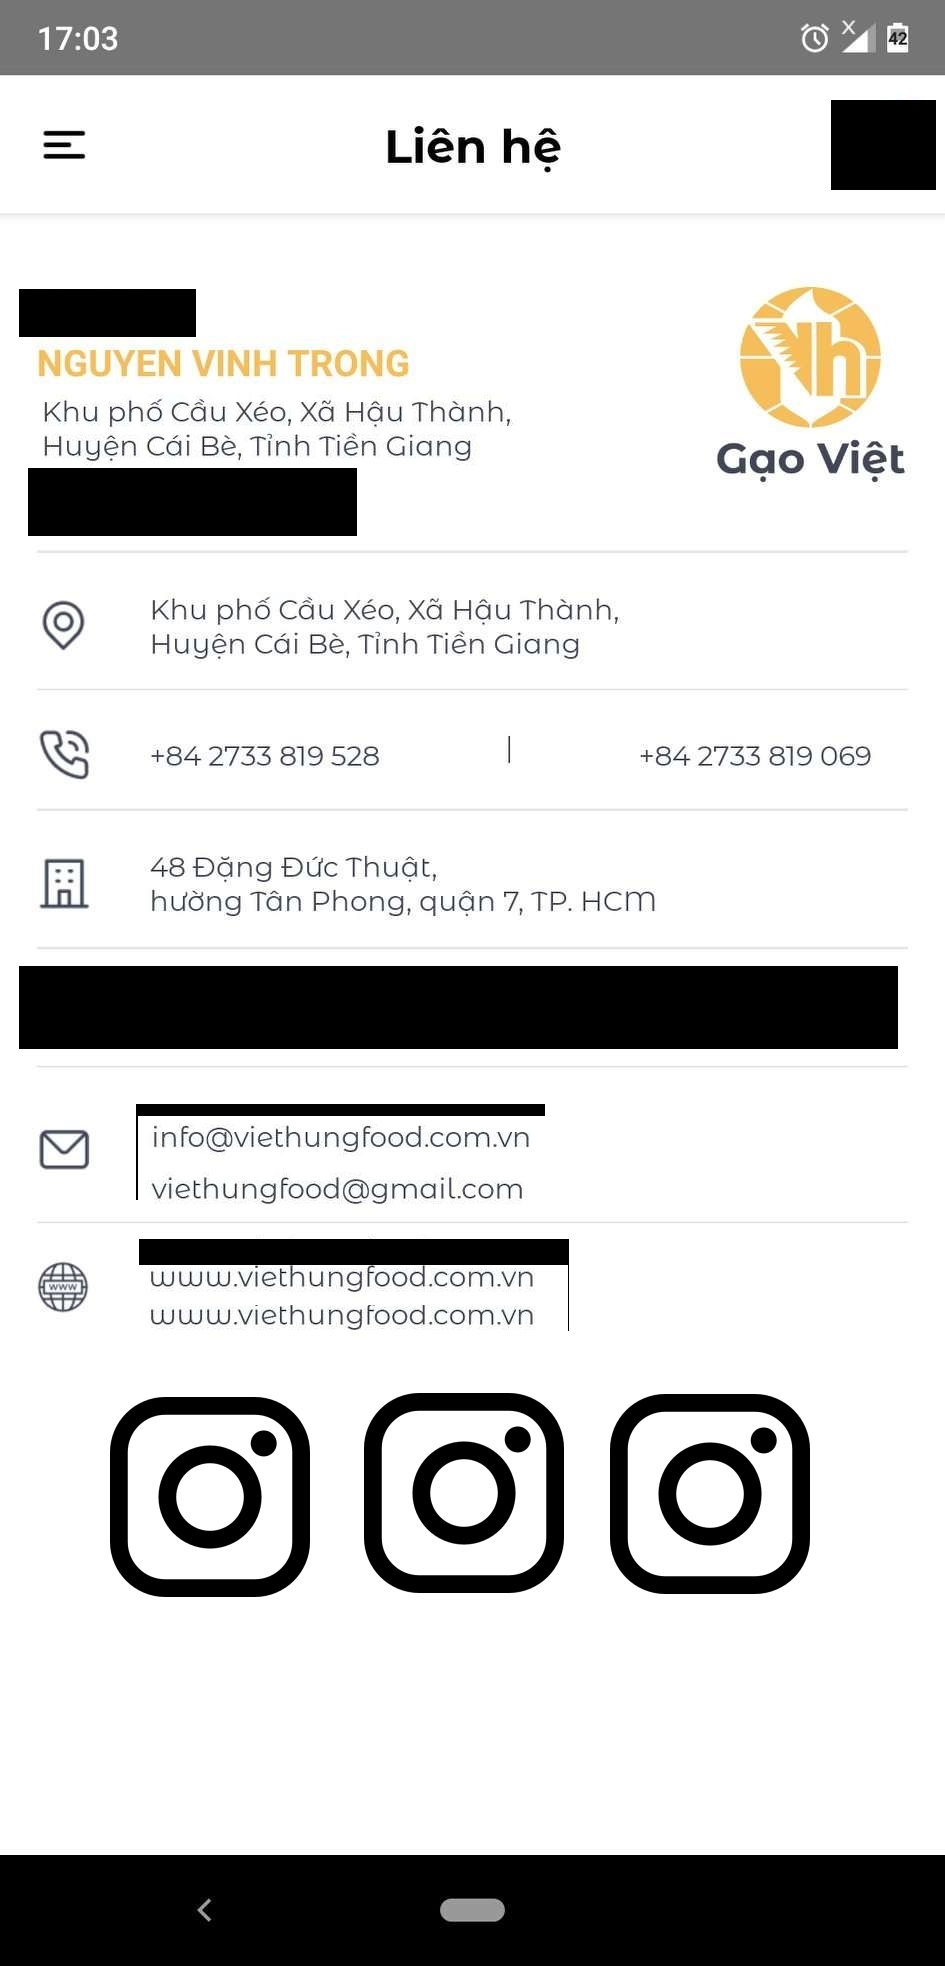 17:03
x
42
Liên hệ
NGUYEN VINH TRONG
Khu phố Cầu Xéo, Xã Hậu Thành,
Huyện Cái Bè, Tỉnh Tiền Giang
Vh
Gạo Việt
Khu phố Cầu Xéo, Xã Hậu Thành,
Huyện Cái Bè, Tỉnh Tiền Giang
+84 2733 819 528 | +84 2733 819 069
48 Đặng Đức Thuật,
hường Tân Phong, quận 7, TP. HCM
info@viethungfood.com.vn
viethungfood@gmail.com
www
www.viethungfood.com.vn
www.viethungfood.com.vn